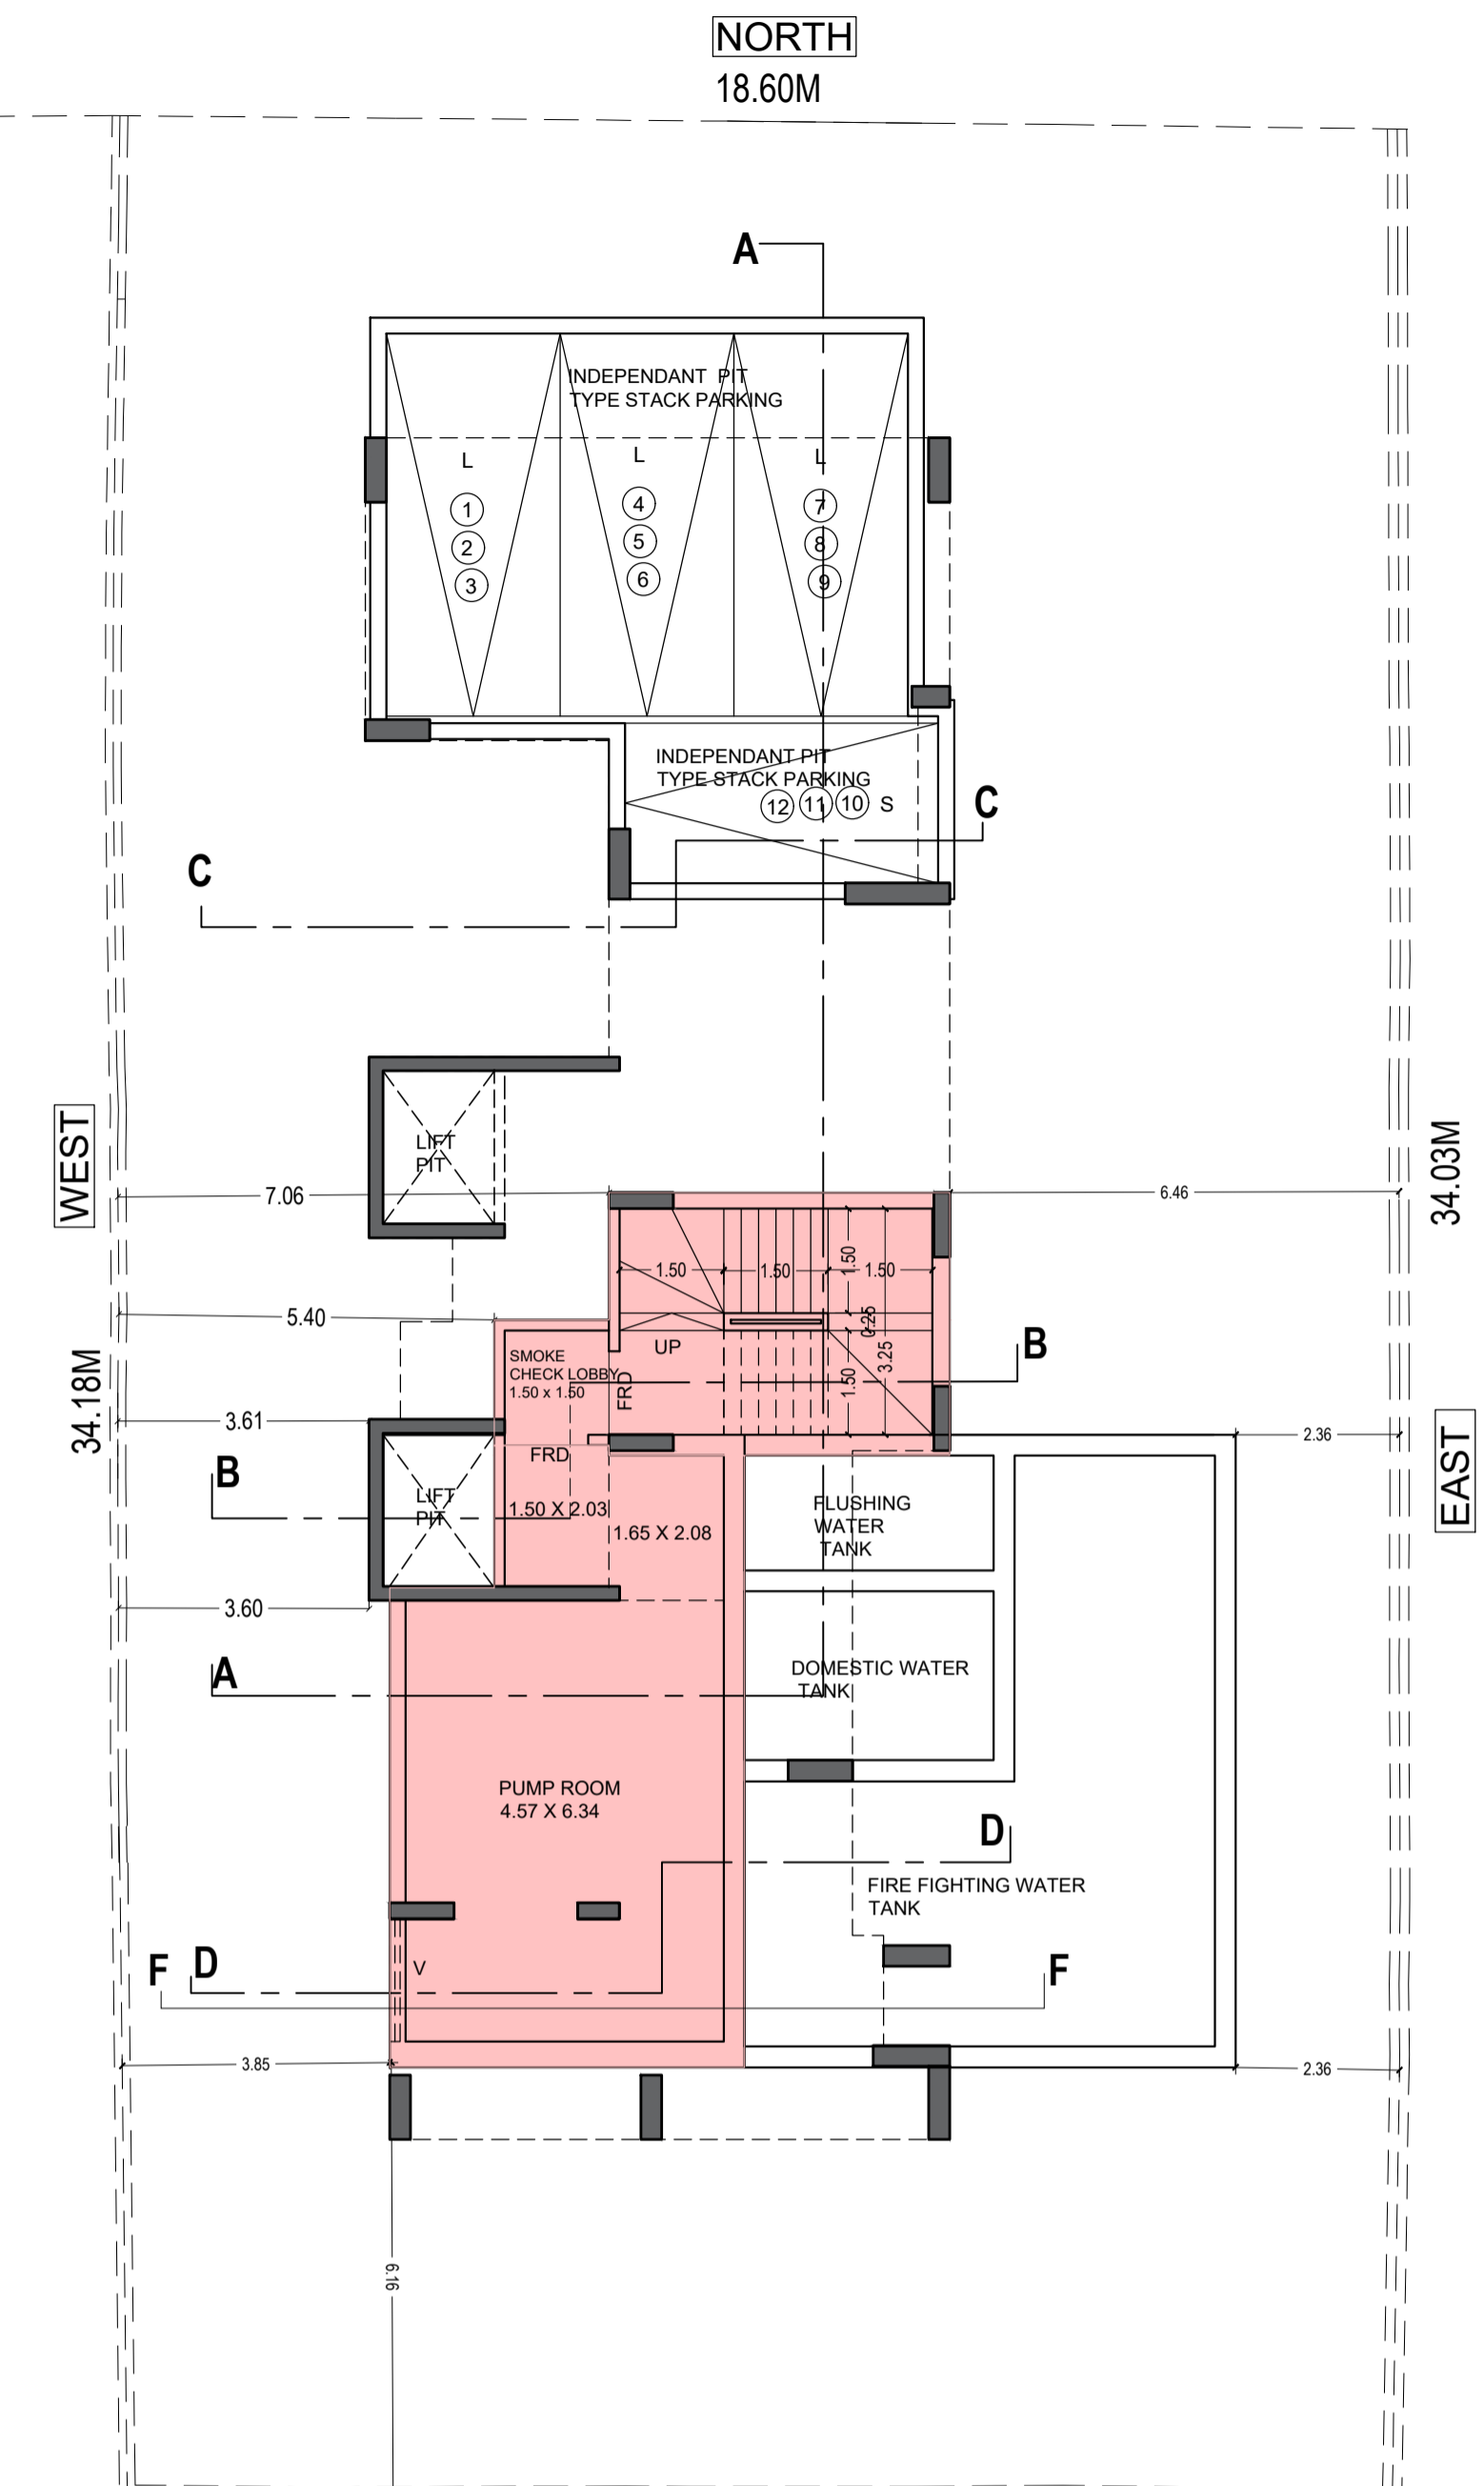 NORTH
18.60M
A
INDEPENDANT PIT
TYPE STACK PARKING
L
L
L
1
4
7
2
5
8
3
6
9
INDEPENDANT PIT
TYPE STACK PARKING
12
11
10
S
C
C
WEST
LIFT
PIT
34.03M
7.06
6.46
1.50
1.50
1.50
1.50
0.25
3.25
1.50
5.40
UP
SMOKE
CHECK LOBBY
1.50 x 1.50
FRD
B
34.18M
3.61
2.36
EAST
FRD
B
LIFT
PIT
1.50 X 2.03
1.65 X 2.08
FLUSHING
WATER
TANK
3.60
A
DOMESTIC WATER
TANK
PUMP ROOM
4.57 X 6.34
D
FIRE FIGHTING WATER
TANK
F
D
V
F
3.85
2.36
6.16